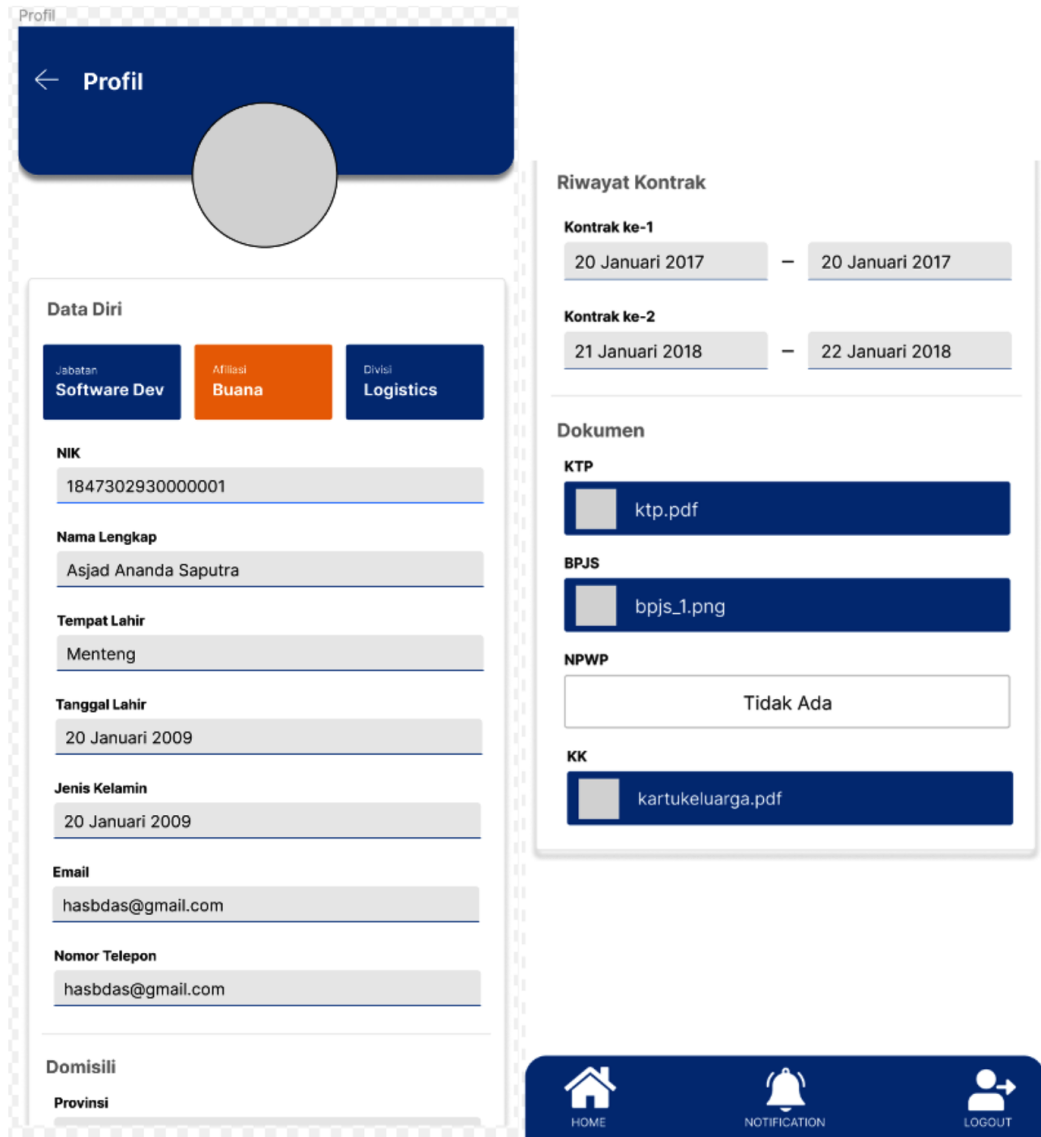 Profil
Profil
Data Diri
Jabatan
Software Dev
Afiliasi
Buana
Divisi
Logistics
NIK
1847302930000001
Nama Lengkap
Asjad Ananda Saputra
Tempat Lahir
Menteng
Tanggal Lahir
20 Januari 2009
Jenis Kelamin
20 Januari 2009
Email
hasbdas@gmail.com
Nomor Telepon
hasbdas@gmail.com
Domisili
Provinsi
Riwayat Kontrak
Kontrak ke-1
20 Januari 2017 – 20 Januari 2017
Kontrak ke-2
21 Januari 2018 – 22 Januari 2018
Dokumen
KTP
ktp.pdf
BPJS
bpjs_1.png
NPWP
Tidak Ada
KK
kartukeluarga.pdf
HOME
NOTIFICATION
LOGOUT